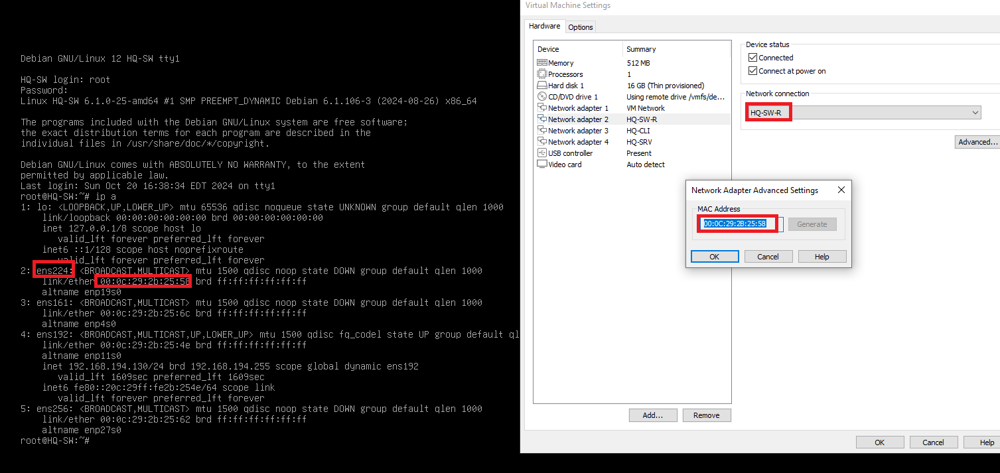 Debian GNU/Linux 12 HQ-SW tty1
HQ-SW login: root
Password:
Linux HQ-SW 6.1.0-25-amd64 #1 SMP PREEMPT_DYNAMIC Debian 6.1.106-3 (2024-08-26) x86_64
The programs included with the Debian GNU/Linux system are free software;
the exact distribution terms for each program are described in the
individual files in /usr/share/doc/*/copyright.
Debian GNU/Linux comes with ABSOLUTELY NO WARRANTY, to the extent
permitted by applicable law.
Last login: Sun Oct 20 16:38:34 EDT 2024 on tty1
root@HQ-SW:~# ip a
1: lo: <LOOPBACK,UP,LOWER_UP> mtu 65536 qdisc noqueue state UNKNOWN group default qlen 1000
link/loopback 00:00:00:00:00:00 brd 00:00:00:00:00:00
inet 127.0.0.1/8 scope host lo
valid_lft forever preferred_lft forever
inet6 ::1/128 scope host noprefixroute
valid_lft forever preferred_lft forever
2: ens224: <BROADCAST,MULTICAST> mtu 1500 qdisc noop state DOWN group default qlen 1000
link/ether 00:0c:29:2b:25:58 brd ff:ff:ff:ff:ff:ff
altname enp19s0
3: ens161: <BROADCAST,MULTICAST> mtu 1500 qdisc noop state DOWN group default qlen 1000
link/ether 00:0c:29:2b:25:6c brd ff:ff:ff:ff:ff:ff
altname enp4s0
4: ens192: <BROADCAST,MULTICAST,UP,LOWER_UP> mtu 1500 qdisc fq_codel state UP group default ql
link/ether 00:0c:29:2b:25:4e brd ff:ff:ff:ff:ff:ff
altname enp11s0
inet 192.168.194.130/24 brd 192.168.194.255 scope global dynamic ens192
valid_lft 1609sec preferred_lft 1609sec
inet6 fe80::20c:29ff:fe2b:254e/64 scope link
valid_lft forever preferred_lft forever
5: ens256: <BROADCAST,MULTICAST> mtu 1500 qdisc noop state DOWN group default qlen 1000
link/ether 00:0c:29:2b:25:62 brd ff:ff:ff:ff:ff:ff
altname enp27s0
root@HQ-SW:~#
Virtual Machine Settings
Hardware Options
Device Summary
Memory 512 MB
Processors 1
Hard disk 1 16 GB (Thin provisioned)
CD/DVD drive 1 Using remote drive /vmfs/de...
Network adapter 1 VM Network
Network adapter 2 HQ-SW-R
Network adapter 3 HQ-CLI
Network adapter 4 HQ-SRV
USB controller Present
Video card Auto detect
Add... Remove
Device status
Connected
Connect at power on
Network connection
HQ-SW-R
Advanced...
Network Adapter Advanced Settings
MAC Address
00:0C:29:2B:25:58 Generate
OK Cancel Help
OK Cancel Help